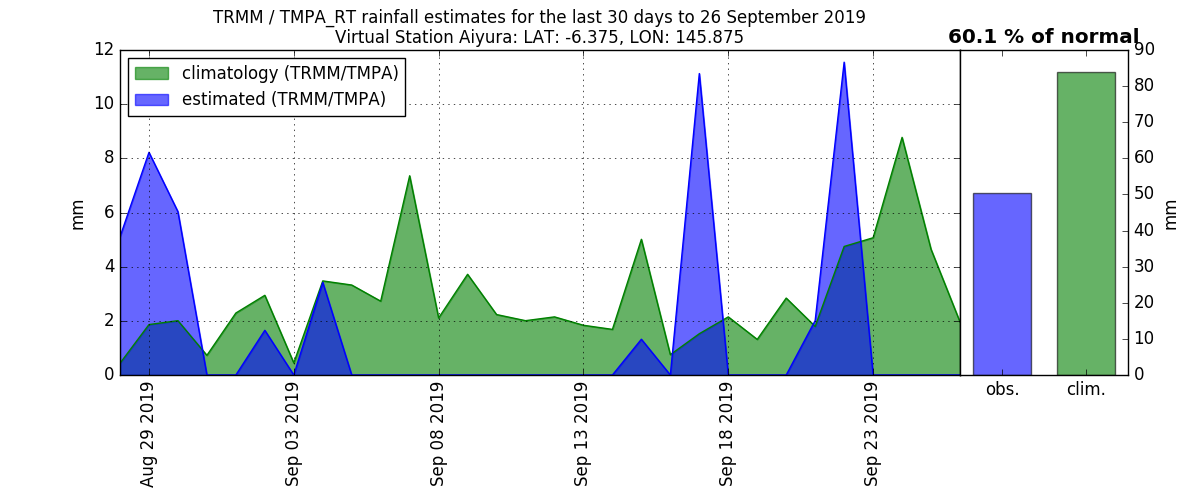 TRMM / TMPA_RT rainfall estimates for the last 30 days to 26 September 2019
Virtual Station Aiyura: LAT: -6.375, LON: 145.875
60.1 % of normal
climatology (TRMM/TMPA)
estimated (TRMM/TMPA)
12
10
8
6
4
2
0
mm
Aug 29 2019
Sep 03 2019
Sep 08 2019
Sep 13 2019
Sep 18 2019
Sep 23 2019
obs.
clim.
90
80
70
60
50
40
30
20
10
0
mm